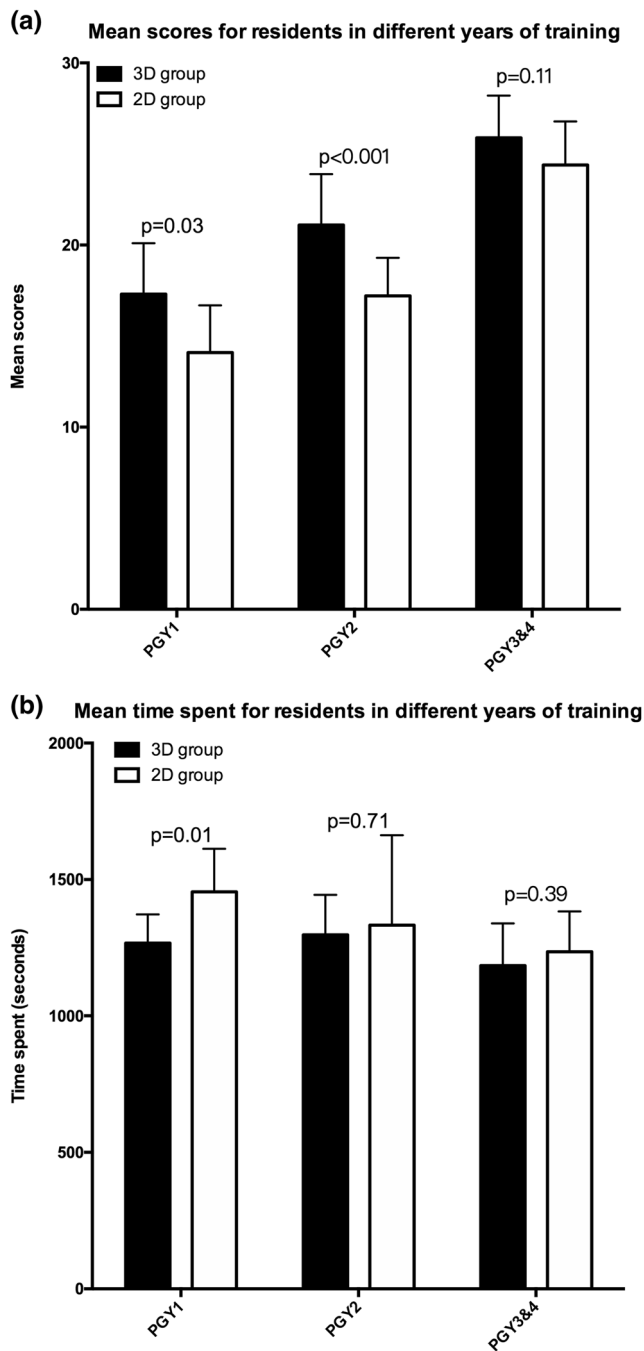 (a)
Mean scores for residents in different years of training
3D group
2D group
p=0.03
p<0.001
p=0.11
30
20
10
0
Mean scores
PGY1
PGY2
PGY3&4
(b)
Mean time spent for residents in different years of training
3D group
2D group
p=0.01
p=0.71
p=0.39
2000
1500
1000
500
0
Time spent (seconds)
PGY1
PGY2
PGY3&4